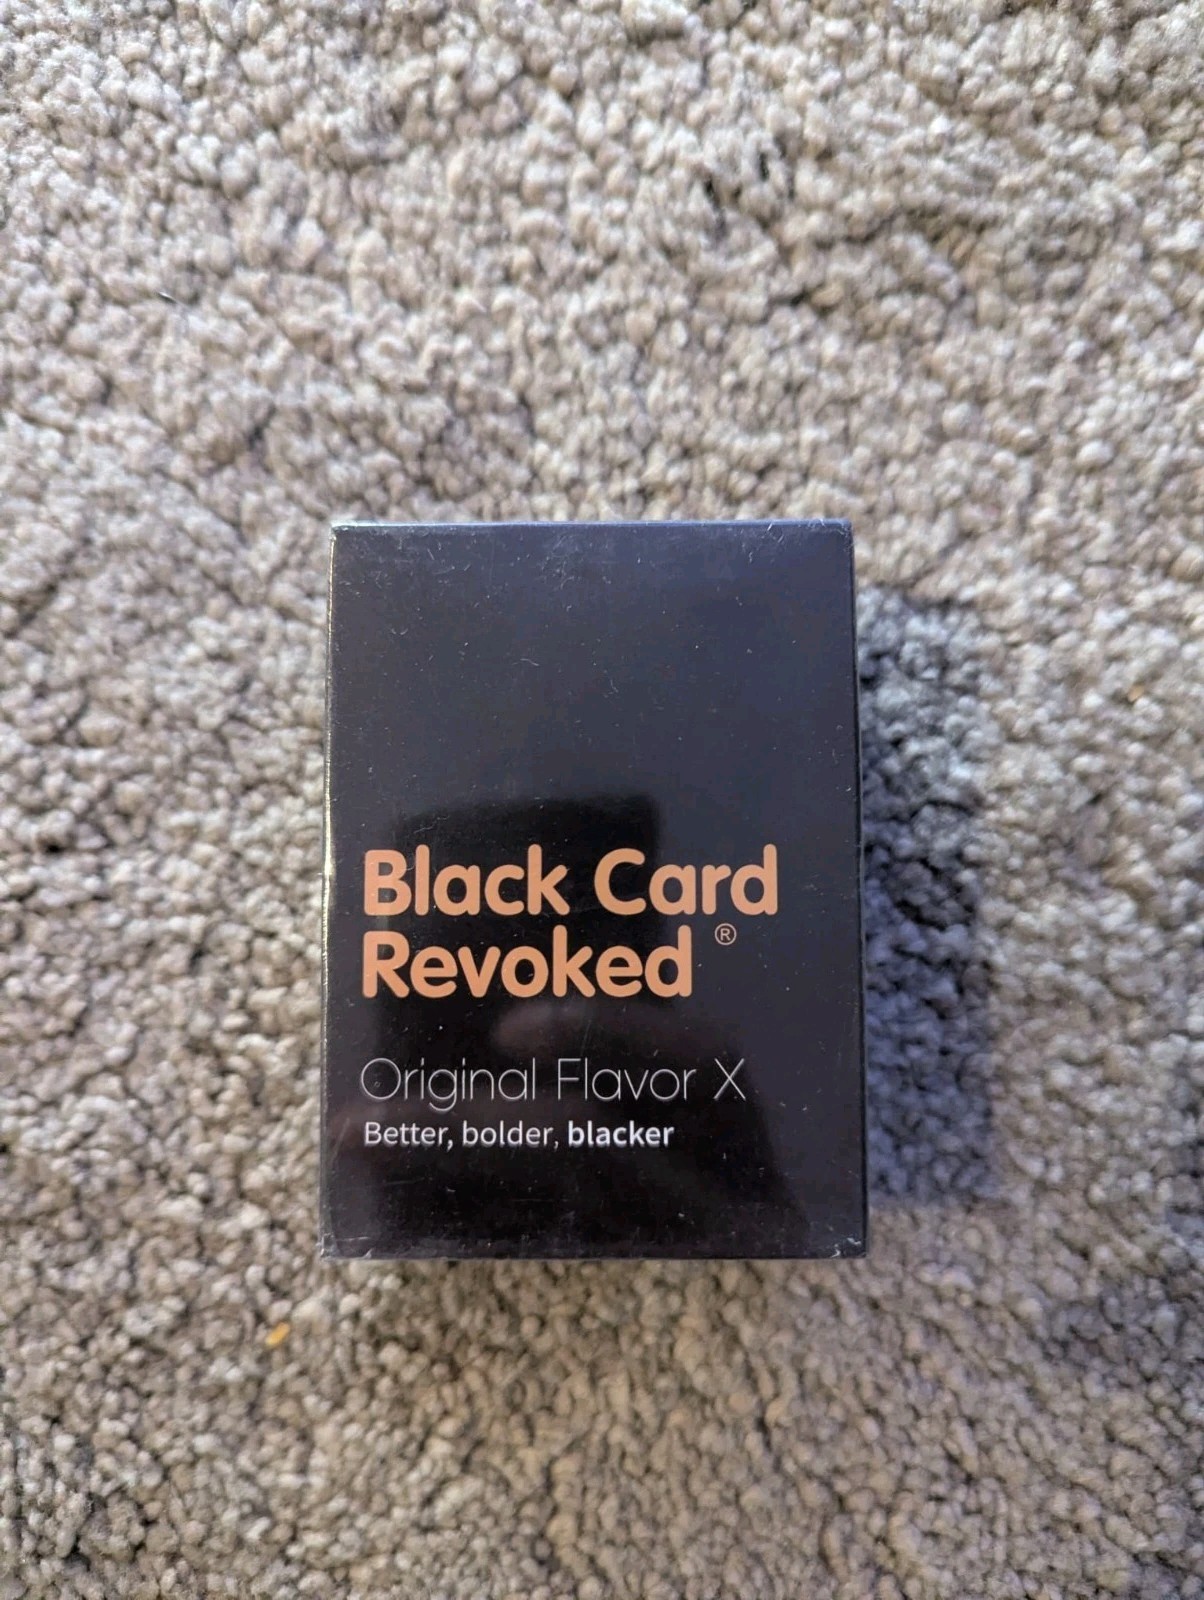 Black Card
Revoked ®
Original Flavor X
Better, bolder, blacker